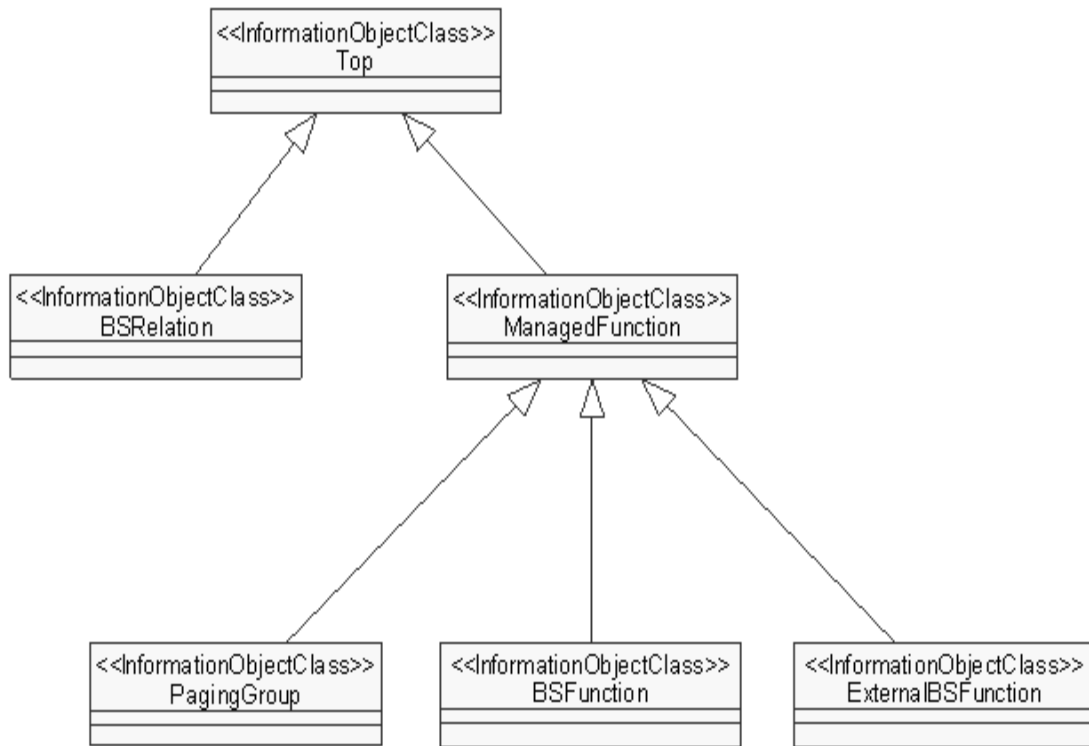 <<InformationObjectClass>>
Top
<<InformationObjectClass>>
BSRelation
<<InformationObjectClass>>
ManagedFunction
<<InformationObjectClass>>
PagingGroup
<<InformationObjectClass>>
BSFunction
<<InformationObjectClass>>
ExternalBSFunction